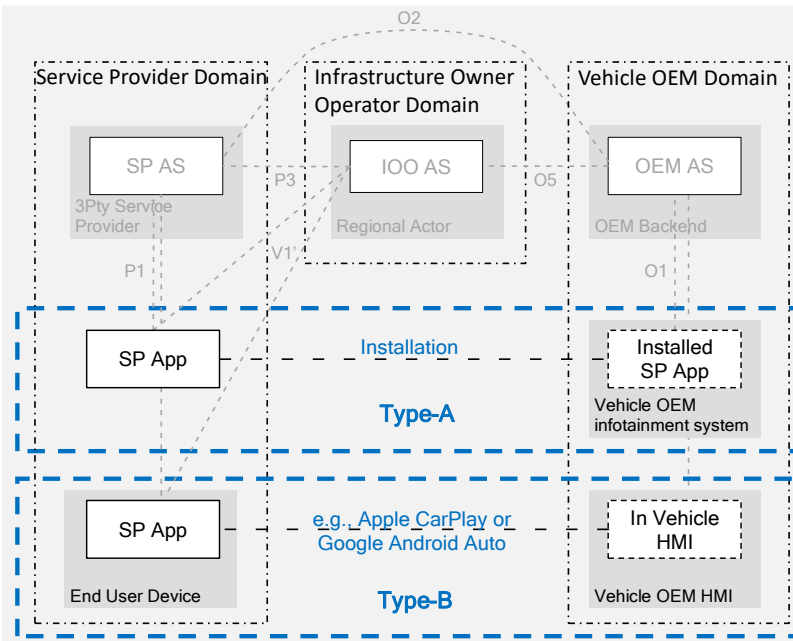 O2
Service Provider Domain
Infrastructure Owner
Operator Domain
Vehicle OEM Domain
SP AS
IOO AS
OEM AS
P3
O5
3Pty Service
Provider
Regional Actor
OEM Backend
V1'
P1
O1
SP App
Installation
Installed
SP App
Type-A
Vehicle OEM
infotainment system
SP App
e.g., Apple CarPlay or
Google Android Auto
In Vehicle
HMI
End User Device
Type-B
Vehicle OEM HMI